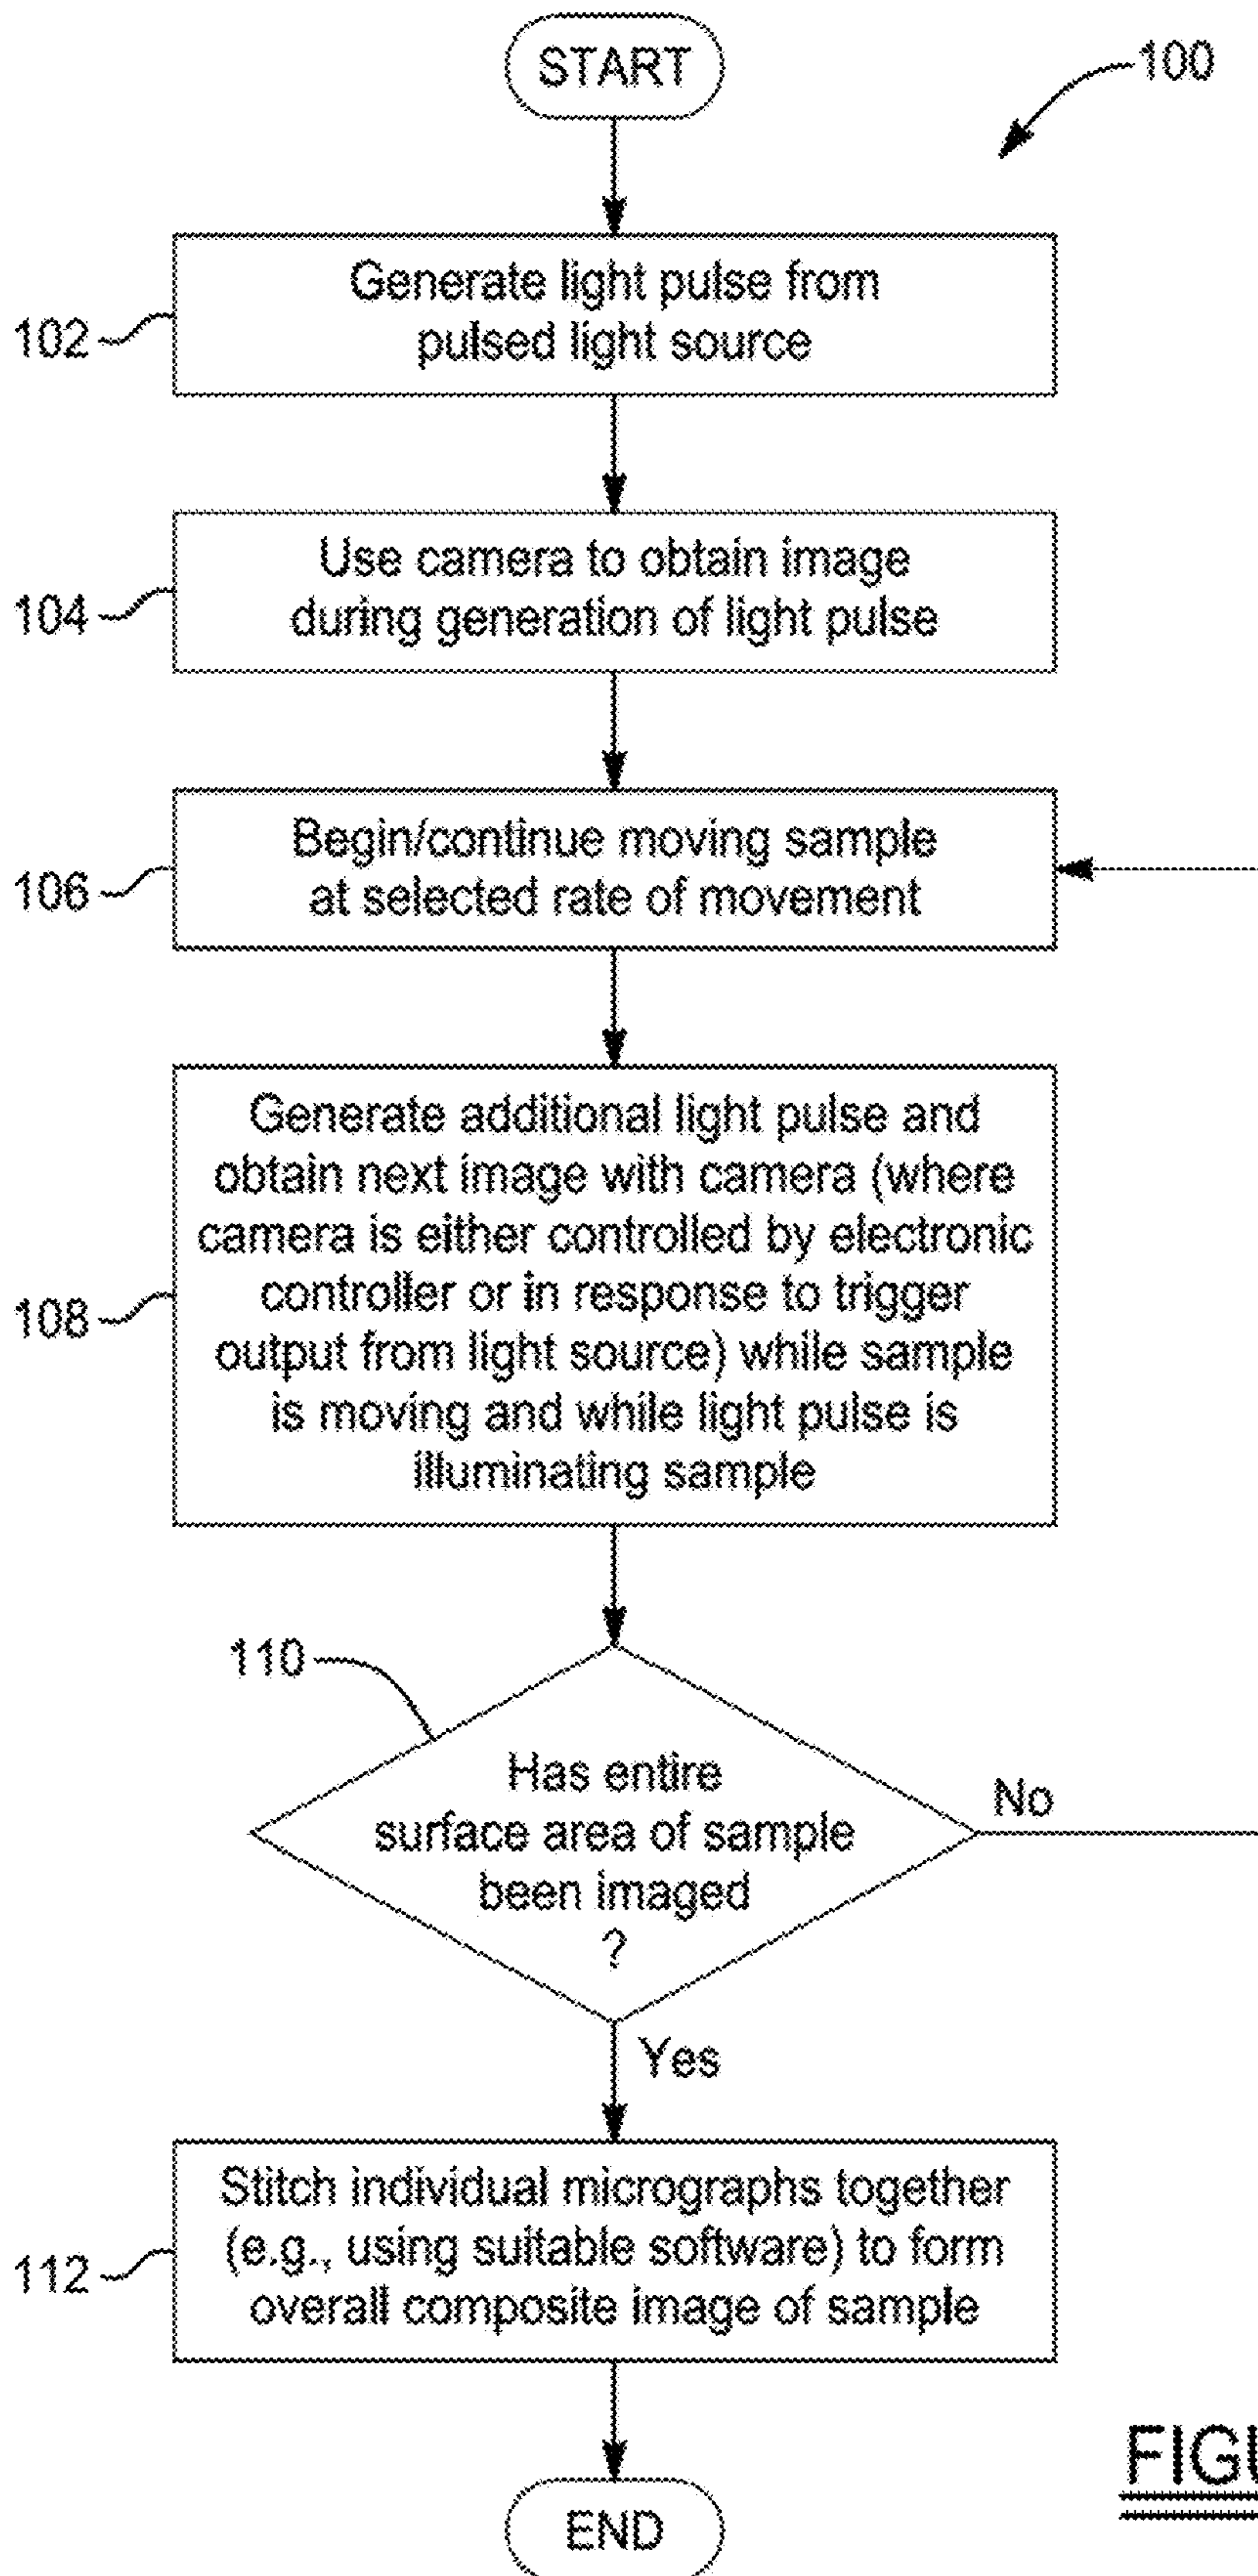 START
100
Generate light pulse from
pulsed light source
102
Use camera to obtain image
during generation of light pulse
104
Begin/continue moving sample
at selected rate of movement
106
Generate additional light pulse and
obtain next image with camera (where
camera is either controlled by electronic
controller or in response to trigger
output from light source) while sample
is moving and while light pulse is
illuminating sample
108
110
Has entire
surface area of sample
been imaged
?
No
Yes
Stitch individual micrographs together
(e.g., using suitable software) to form
overall composite image of sample
112
END